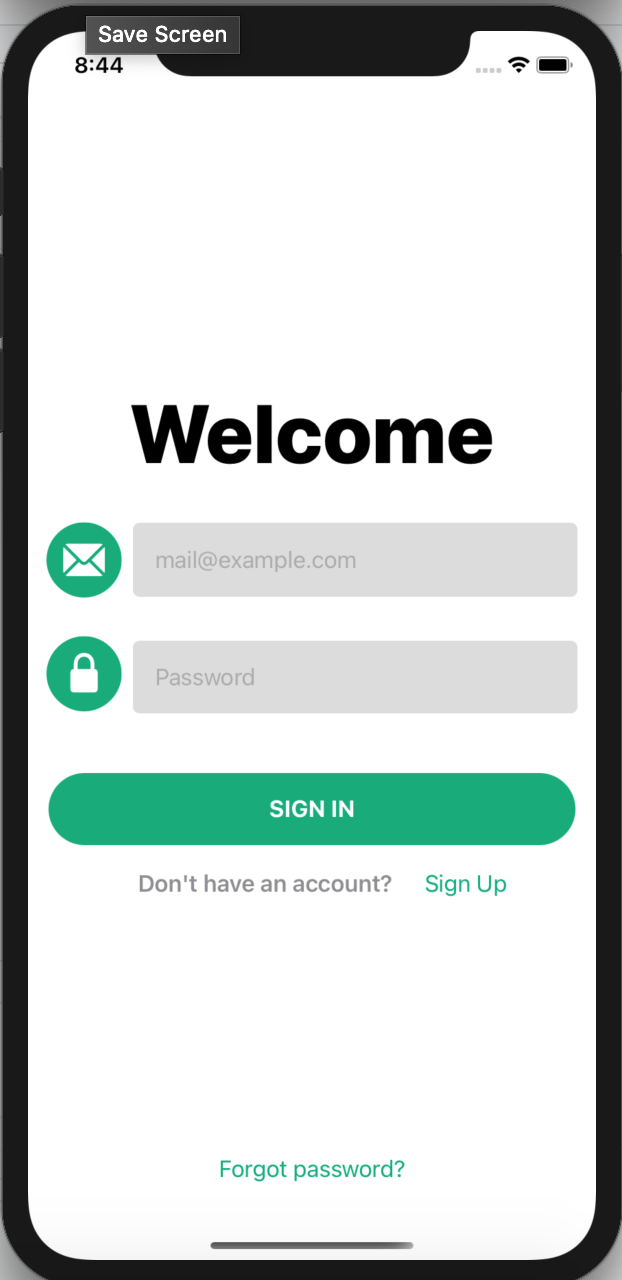 Save Screen
8:44
Welcome
mail@example.com
Password
SIGN IN
Don't have an account? Sign Up
Forgot password?